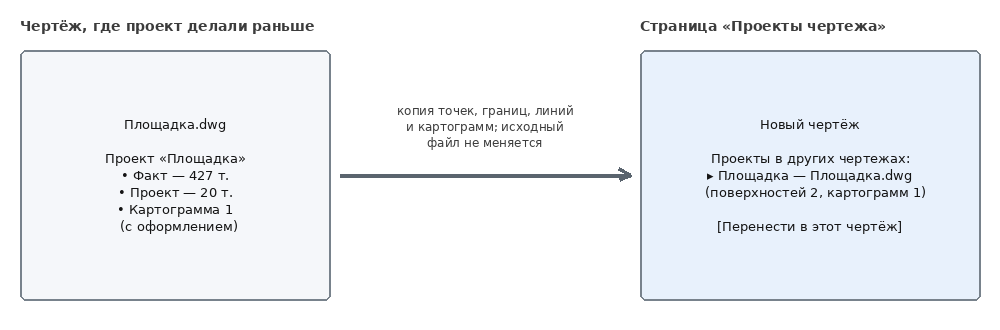 Чертёж, где проект делали раньше
Площадка.dwg
Проект «Площадка»
• Факт — 427 т.
• Проект — 20 т.
• Картограмма 1
(с оформлением)
копия точек, границ, линий
и картограмм; исходный
файл не меняется
Страница «Проекты чертежа»
Новый чертёж
Проекты в других чертежах:
▸ Площадка — Площадка.dwg
(поверхностей 2, картограмм 1)
[Перенести в этот чертёж]